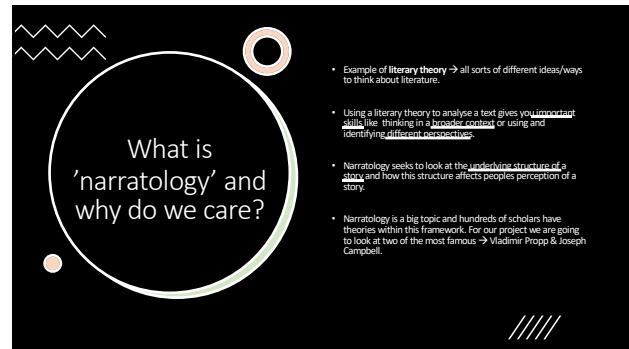 What is
’narratology’ and
why do we care?
• Example of literary theory → all sorts of different ideas/ways
to think about literature.
• Using a literary theory to analyse a text gives you important
skills like thinking in a broader context or using and
identifying different perspectives.
• Narratology seeks to look at the underlying structure of a
story and how this structure affects peoples perception of a
story.
• Narratology is a big topic and hundreds of scholars have
theories within this framework. For our project we are going
to look at two of the most famous → Vladimir Propp & Joseph
Campbell.